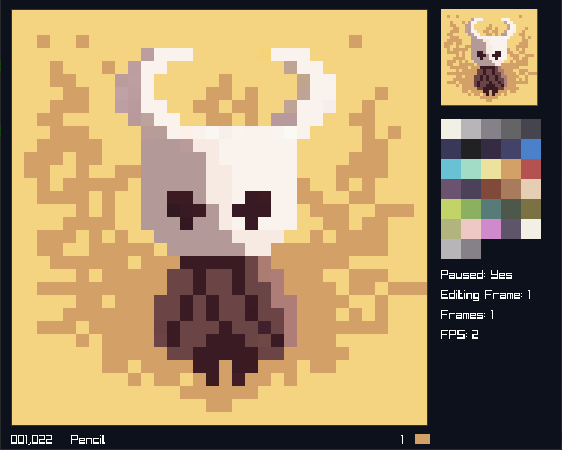 Paused: Yes
Editing Frame: 1
Frames: 1
FPS: 2
001,022 Pencil 1